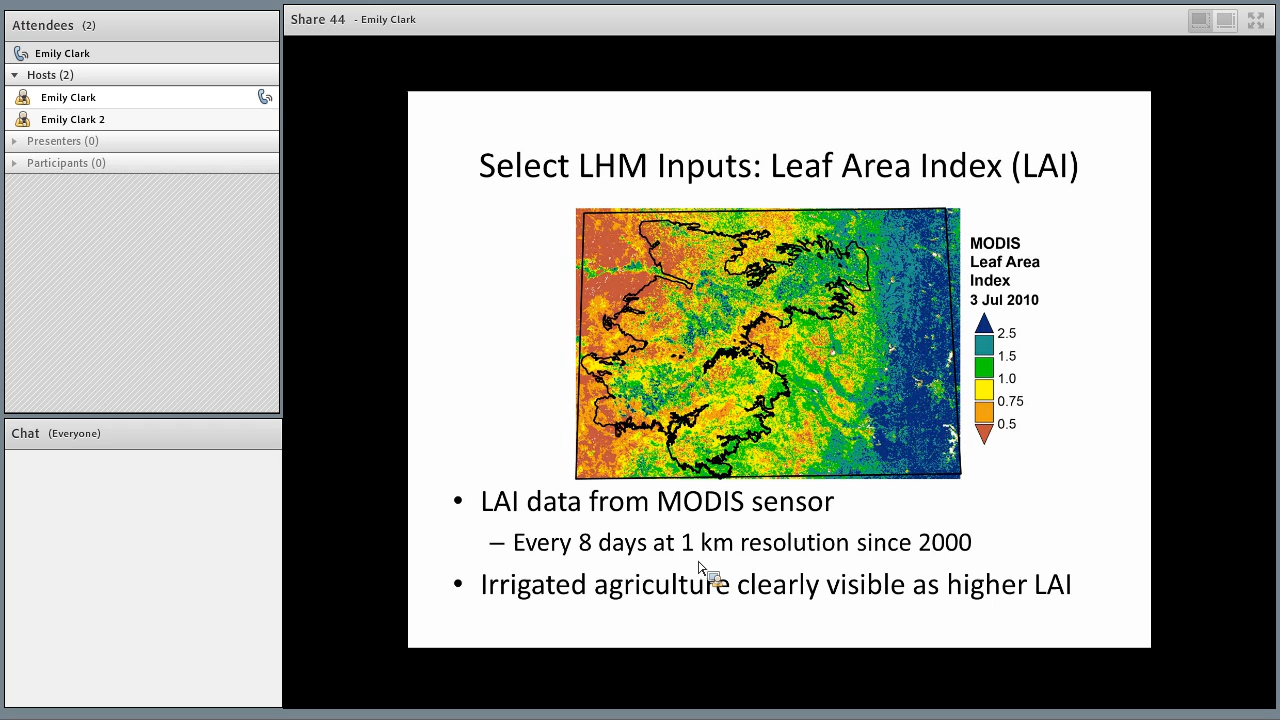 Attendees (2)
Emily Clark
Hosts (2)
Emily Clark
Emily Clark 2
Presenters (0)
Participants (0)
Chat (Everyone)
Share 44 - Emily Clark
Select LHM Inputs: Leaf Area Index (LAI)
MODIS
Leaf Area
Index
3 Jul 2010
2.5
1.5
1.0
0.75
0.5
• LAI data from MODIS sensor
– Every 8 days at 1 km resolution since 2000
• Irrigated agriculture clearly visible as higher LAI